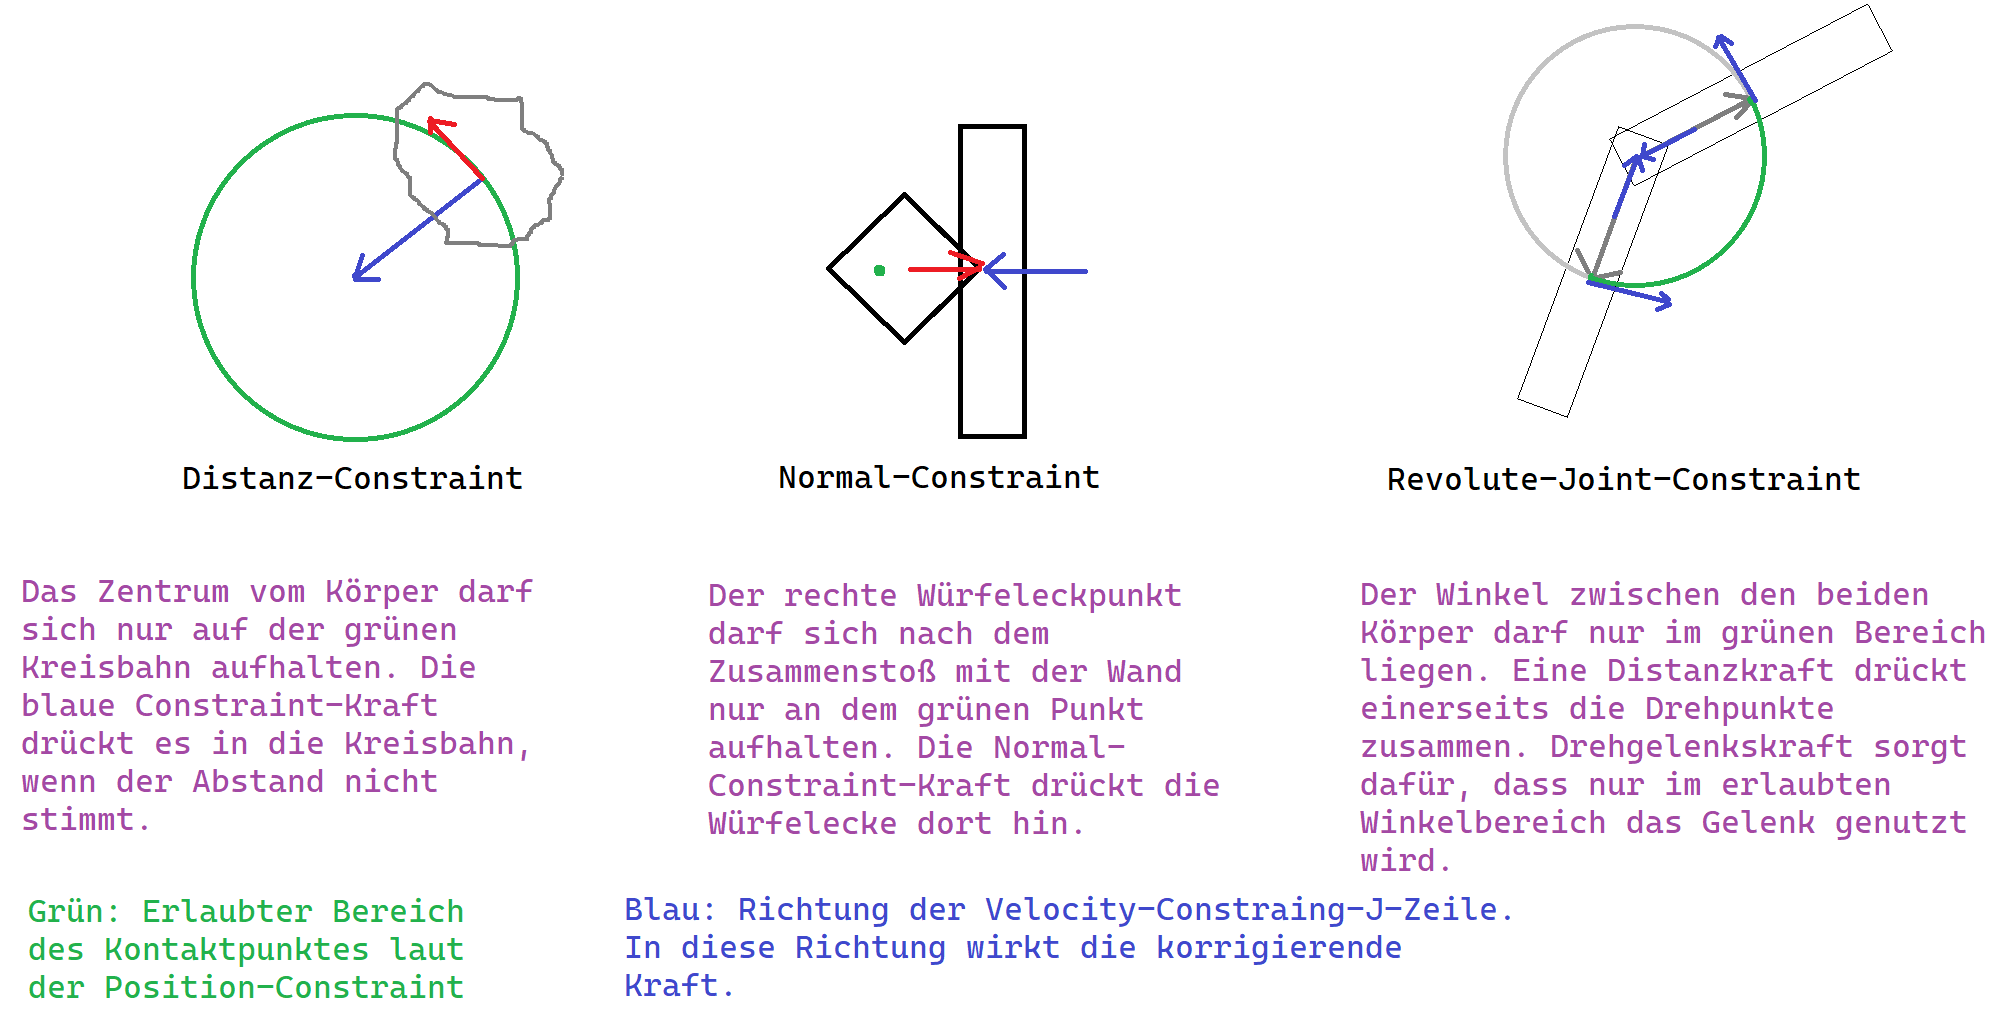 Distanz-Constraint
Normal-Constraint
Revolute-Joint-Constraint
Das Zentrum vom Körper darf
sich nur auf der grünen
Kreisbahn aufhalten. Die
blaue Constraint-Kraft
drückt es in die Kreisbahn,
wenn der Abstand nicht
stimmt.
Der rechte Würfeleckpunkt
darf sich nach dem
Zusammenstoß mit der Wand
nur an dem grünen Punkt
aufhalten. Die Normal-
Constraint-Kraft drückt die
Würfelecke dort hin.
Der Winkel zwischen den beiden
Körper darf nur im grünen Bereich
liegen. Eine Distanzkraft drückt
einerseits die Drehpunkte
zusammen. Drehgelenkskraft sorgt
dafür, dass nur im erlaubten
Winkelbereich das Gelenk genutzt
wird.
Grün: Erlaubter Bereich
des Kontaktpunktes laut
der Position-Constraint
Blau: Richtung der Velocity-Constraing-J-Zeile.
In diese Richtung wirkt die korrigierende
Kraft.